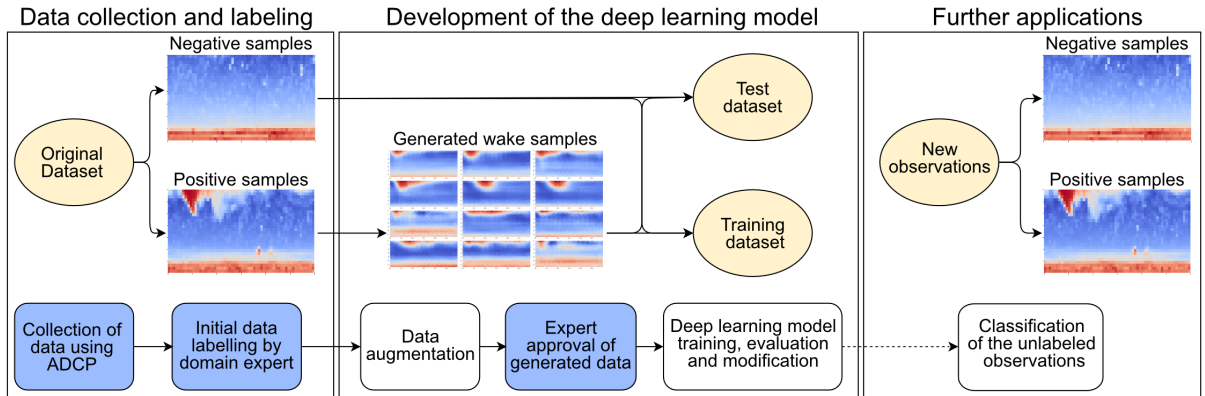 Data collection and labeling
Development of the deep learning model
Further applications
Negative samples
Original
Dataset
Positive samples
Generated wake samples
Test
dataset
Training
dataset
Negative samples
New
observations
Positive samples
Collection of
data using
ADCP
Initial data
labelling by
domain expert
Data
augmentation
Expert
approval of
generated data
Deep learning model
training, evaluation
and modification
Classification
of the unlabeled
observations